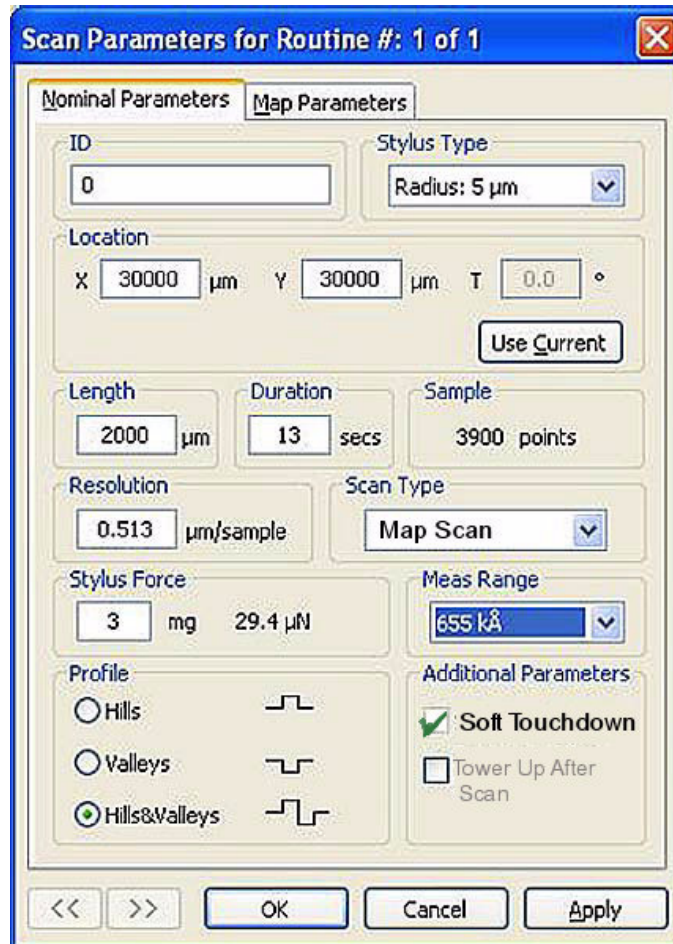 Scan Parameters for Routine #: 1 of 1
Nominal Parameters Map Parameters
ID Stylus Type
0 Radius: 5 µm
Location
X 30000 µm Y 30000 µm T 0.0 °
Use Current
Length Duration Sample
2000 µm 13 secs 3900 points
Resolution Scan Type
0.513 µm/sample Map Scan
Stylus Force Meas Range
3 mg 29.4 µN 655 kÅ
Profile Additional Parameters
Hills Soft Touchdown
Valleys Tower Up After
Scan
Hills&Valleys
<< >> OK Cancel Apply